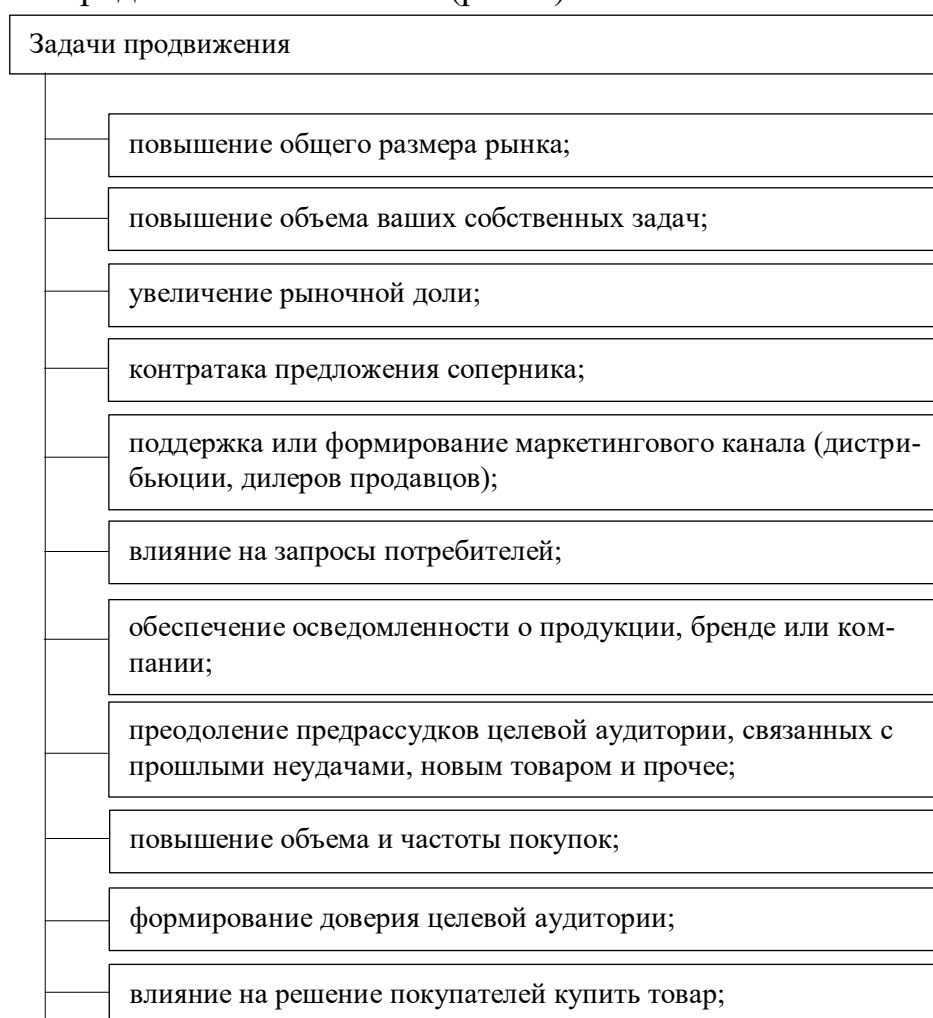 Задачи продвижения
повышение общего размера рынка;
повышение объема ваших собственных задач;
увеличение рыночной доли;
контратака предложения соперника;
поддержка или формирование маркетингового канала (дистри-
бьюции, дилеров продавцов);
влияние на запросы потребителей;
обеспечение осведомленности о продукции, бренде или ком-
пании;
преодоление предрассудков целевой аудитории, связанных с
прошлыми неудачами, новым товаром и прочее;
повышение объема и частоты покупок;
формирование доверия целевой аудитории;
влияние на решение покупателей купить товар;